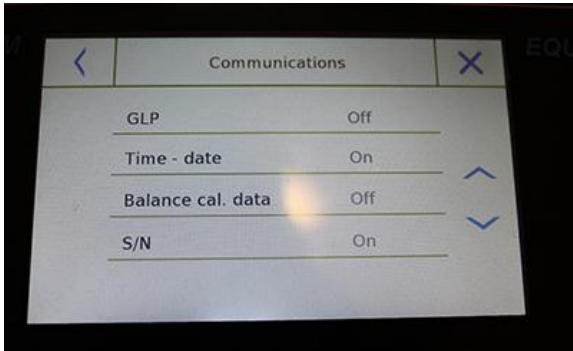 Communications
GLP Off
Time - date On
Balance cal. data Off
S/N On